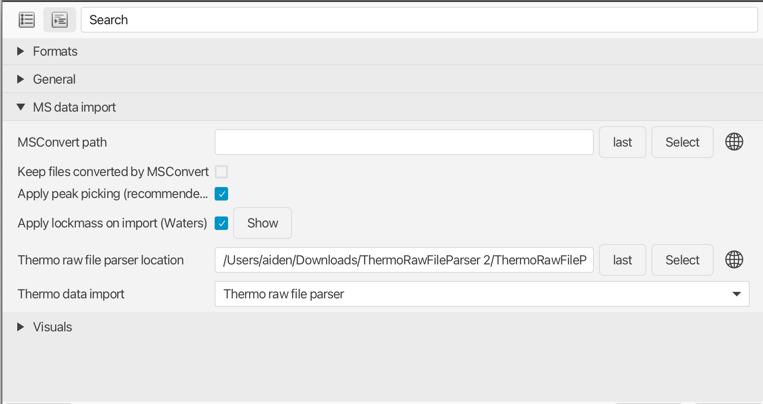 Search
Formats
General
MS data import
MSConvert path last Select
Keep files converted by MSConvert
Apply peak picking (recommende...
Apply lockmass on import (Waters) Show
Thermo raw file parser location /Users/aiden/Downloads/ThermoRawFileParser 2/ThermoRawFileP last Select
Thermo data import Thermo raw file parser
Visuals